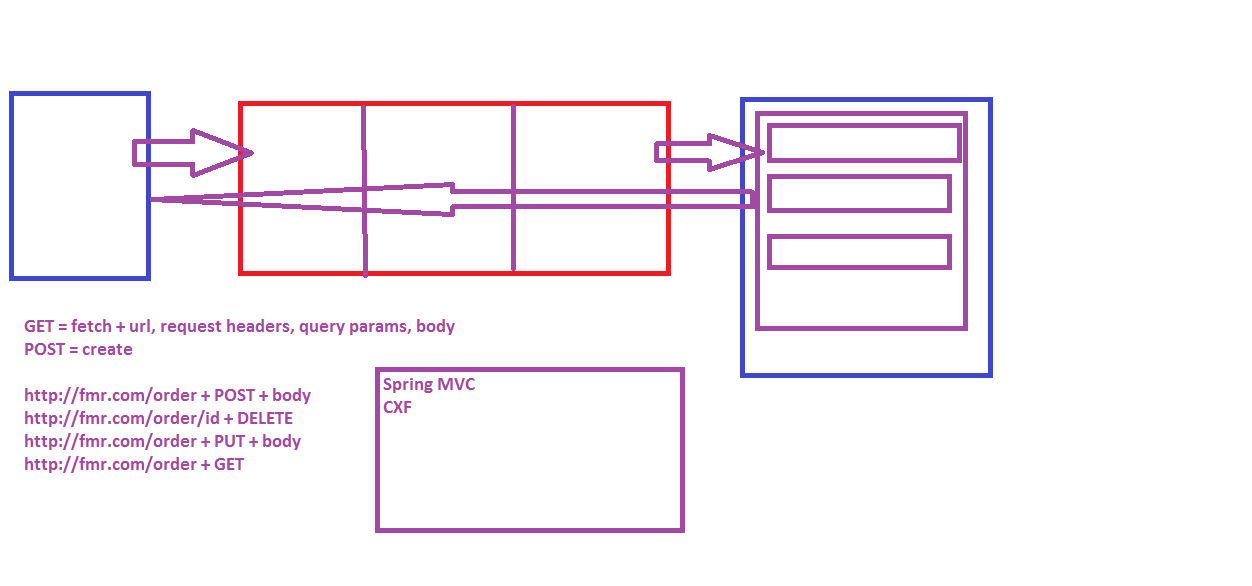 GET = fetch + url, request headers, query params, body
POST = create
http://fmr.com/order + POST + body
http://fmr.com/order/id + DELETE
http://fmr.com/order + PUT + body
http://fmr.com/order + GET
Spring MVC
CXF